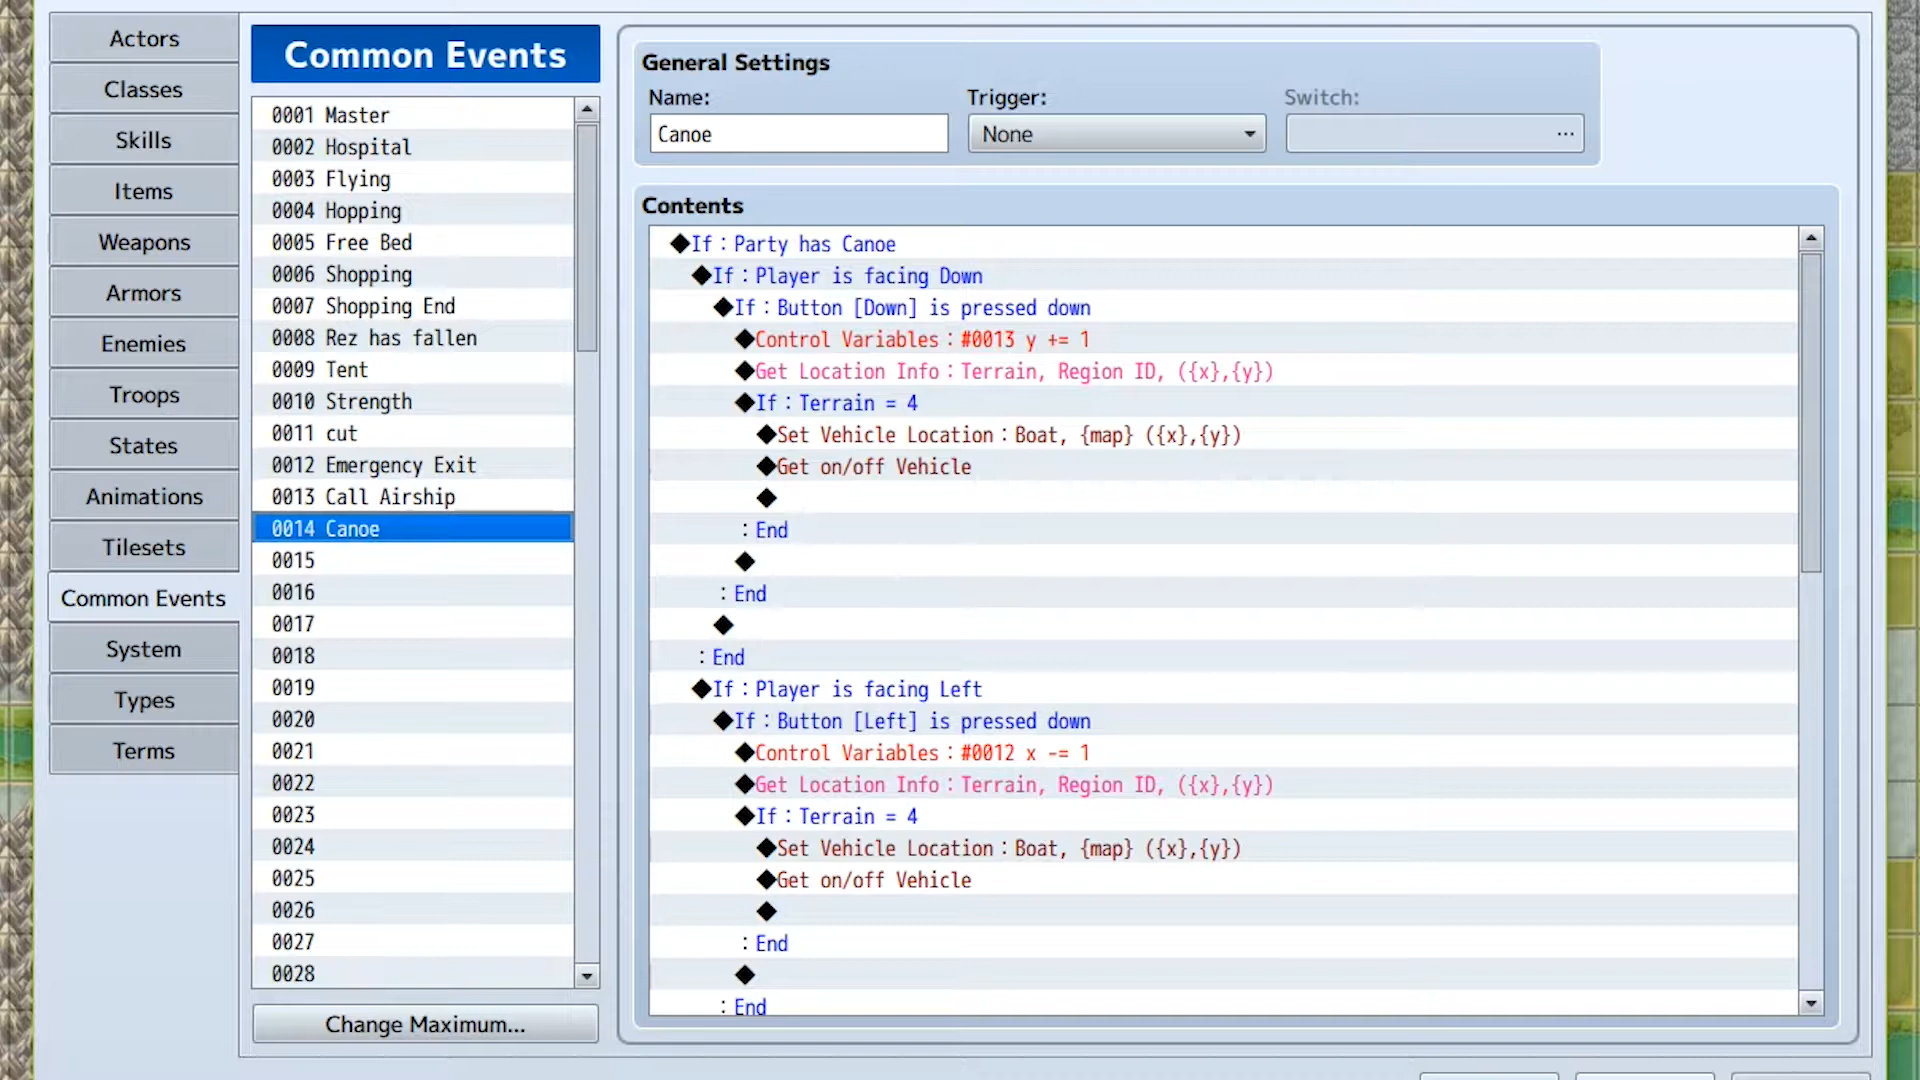 Actors
Classes
Skills
Items
Weapons
Armors
Enemies
Troops
States
Animations
Tilesets
Common Events
System
Types
Terms
Common Events
0001 Master
0002 Hospital
0003 Flying
0004 Hopping
0005 Free Bed
0006 Shopping
0007 Shopping End
0008 Rez has fallen
0009 Tent
0010 Strength
0011 cut
0012 Emergency Exit
0013 Call Airship
0014 Canoe
0015
0016
0017
0018
0019
0020
0021
0022
0023
0024
0025
0026
0027
0028
Change Maximum...
General Settings
Name:
Canoe
Trigger:
None
Switch:
...
Contents
◆If：Party has Canoe
◆If：Player is facing Down
◆If：Button [Down] is pressed down
◆Control Variables：#0013 y += 1
◆Get Location Info：Terrain, Region ID, ({x},{y})
◆If：Terrain = 4
◆Set Vehicle Location：Boat, {map} ({x},{y})
◆Get on/off Vehicle
◆
：End
◆
：End
◆
：End
◆If：Player is facing Left
◆If：Button [Left] is pressed down
◆Control Variables：#0012 x -= 1
◆Get Location Info：Terrain, Region ID, ({x},{y})
◆If：Terrain = 4
◆Set Vehicle Location：Boat, {map} ({x},{y})
◆Get on/off Vehicle
◆
：End
◆
：End